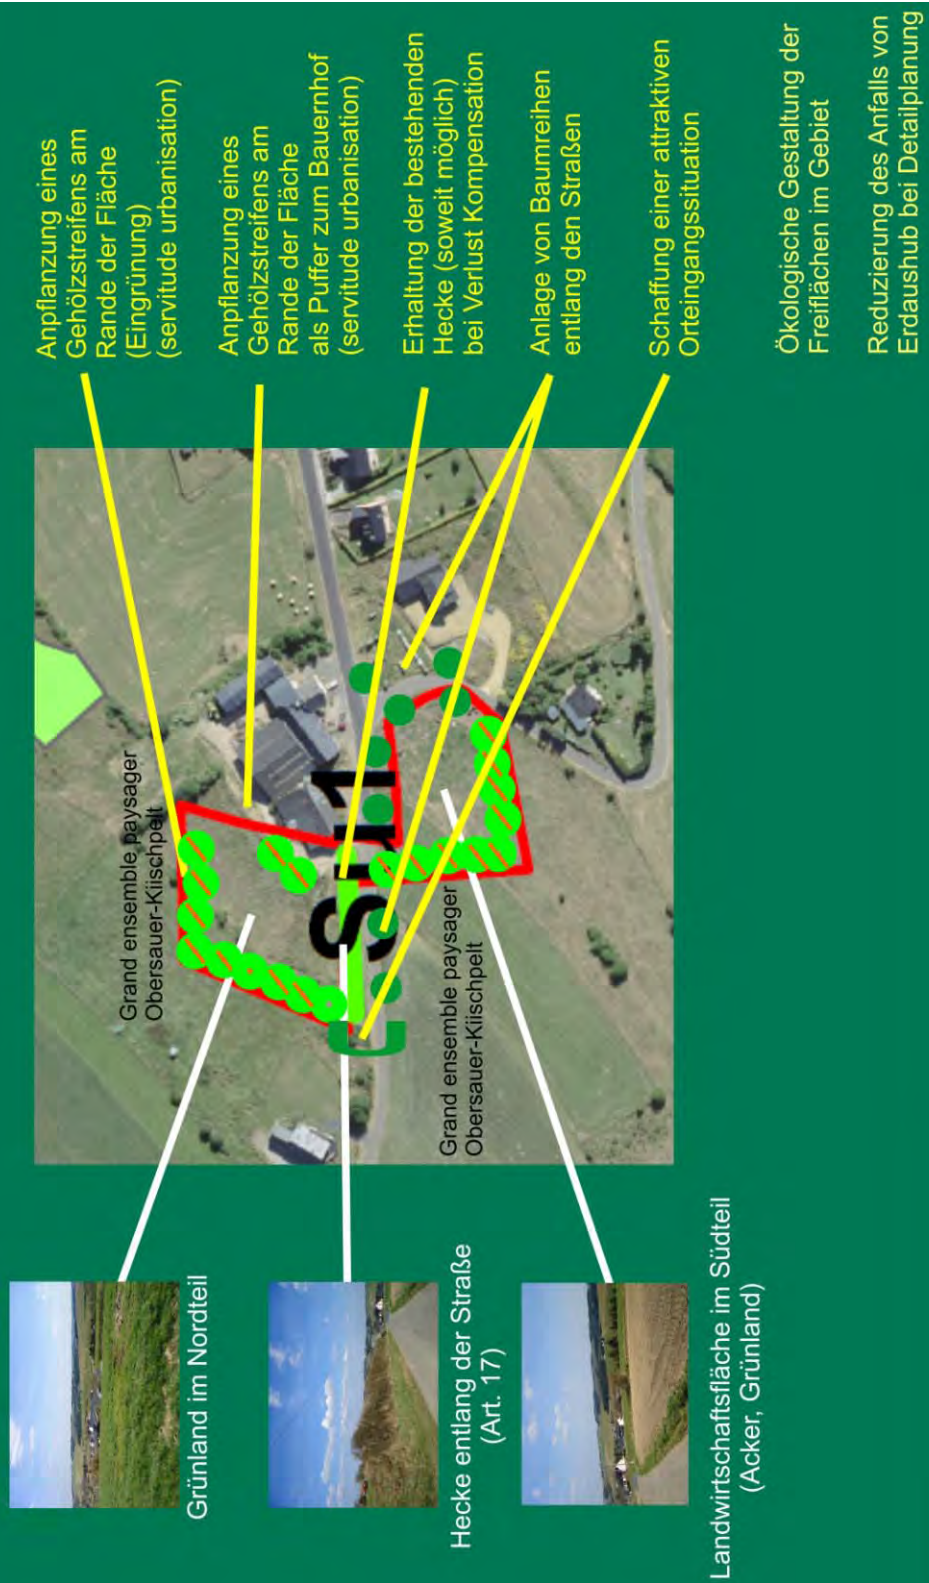 Grünland im Nordteil
Hecke entlang der Straße
(Art. 17)
Landwirtschaftsfläche im Südteil
(Acker, Grünland)
Grand ensemble paysager
Obersauer-Kiischpelt
Grand ensemble paysager
Obersauer-Kiischpelt
Anpflanzung eines
Gehölzstreifens am
Rande der Fläche
(Eingrünung)
(servitude urbanisation)
Anpflanzung eines
Gehölzstreifens am
Rande der Fläche
als Puffer zum Bauernhof
(servitude urbanisation)
Erhaltung der bestehenden
Hecke (soweit möglich)
bei Verlust Kompensation
Anlage von Baumreihen
entlang den Straßen
Schaffung einer attraktiven
Orteingangssituation
Ökologische Gestaltung der
Freiflächen im Gebiet
Reduzierung des Anfalls von
Erdaushub bei Detailplanung